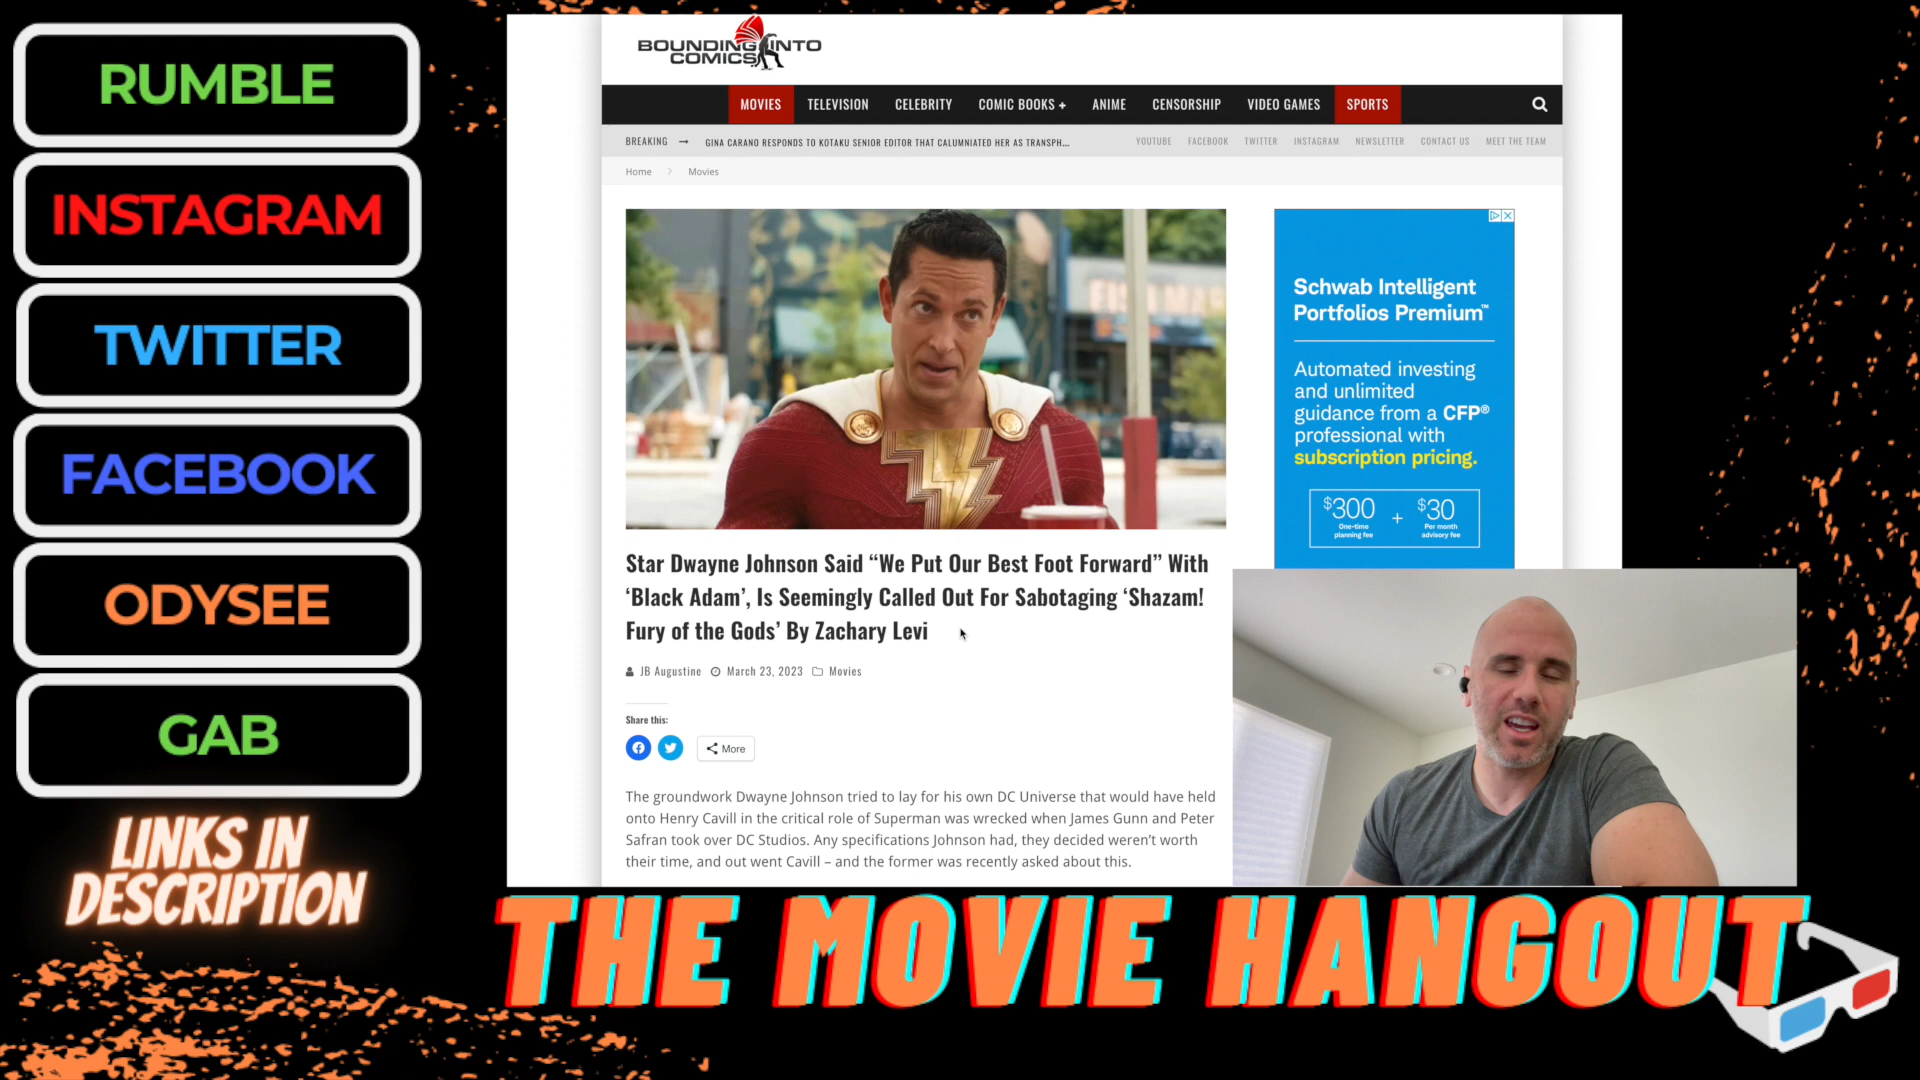 RUMBLE
INSTAGRAM
TWITTER
FACEBOOK
ODYSEE
GAB
LINKS IN
DESCRIPTION
BOUNDING INTO
COMICS
MOVIES TELEVISION CELEBRITY COMIC BOOKS + ANIME CENSORSHIP VIDEO GAMES SPORTS
BREAKING → GINA CARANO RESPONDS TO KOTAKU SENIOR EDITOR THAT CALUMNIATED HER AS TRANSPH... YOUTUBE FACEBOOK TWITTER INSTAGRAM NEWSLETTER CONTACT US MEET THE TEAM
Home > Movies
Schwab Intelligent
Portfolios Premium™
Automated investing
and unlimited
guidance from a CFP®
professional with
subscription pricing.
$300 + $30
One-time Per month
planning fee advisory fee
Star Dwayne Johnson Said “We Put Our Best Foot Forward” With
‘Black Adam’, Is Seemingly Called Out For Sabotaging ‘Shazam!
Fury of the Gods’ By Zachary Levi
JB Augustine March 23, 2023 Movies
Share this:
More
The groundwork Dwayne Johnson tried to lay for his own DC Universe that would have held
onto Henry Cavill in the critical role of Superman was wrecked when James Gunn and Peter
Safran took over DC Studios. Any specifications Johnson had, they decided weren’t worth
their time, and out went Cavill – and the former was recently asked about this.
THE MOVIE HANGOUT